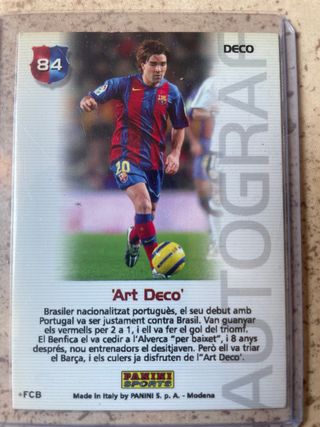 84
DECO
AUTOGRAF
10
'Art Deco'
Brasiler nacionalitzat portuguès, el seu debut amb
Portugal va ser justament contra Brasil. Van guanyar
els vermells per 2 a 1, i ell va fer el gol del triomf.
El Benfica el va cedir a l'Alverca "per baixet", i 8 anys
després, nou entrenadors el desitjaven. Però ell va triar
el Barça, i els culers ja disfruten de l'"Art Deco'.
PANINI
SPORTS
FCB
Made in Italy by PANINI S. p. A. - Modena